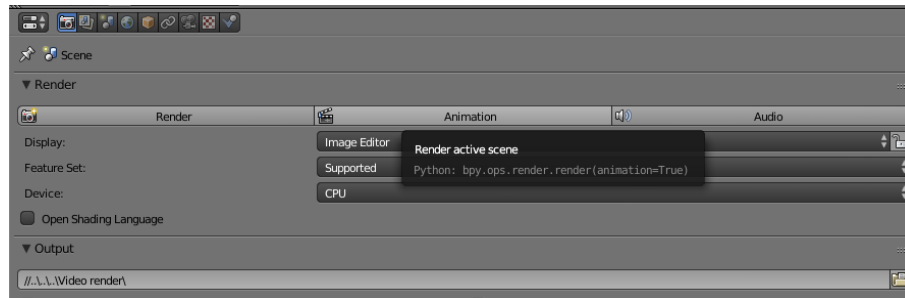 Scene
Render
Render Animation Audio
Display: Image Editor
Render active scene
Feature Set: Supported
Python: bpy.ops.render.render(animation=True)
Device: CPU
Open Shading Language
Output
//..\..\..\Video render\